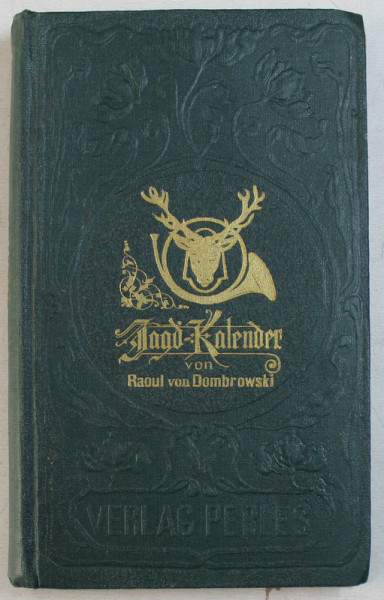 Jagd-Kalender
von
Raoul von Dombrowski
VERLAG PERLES